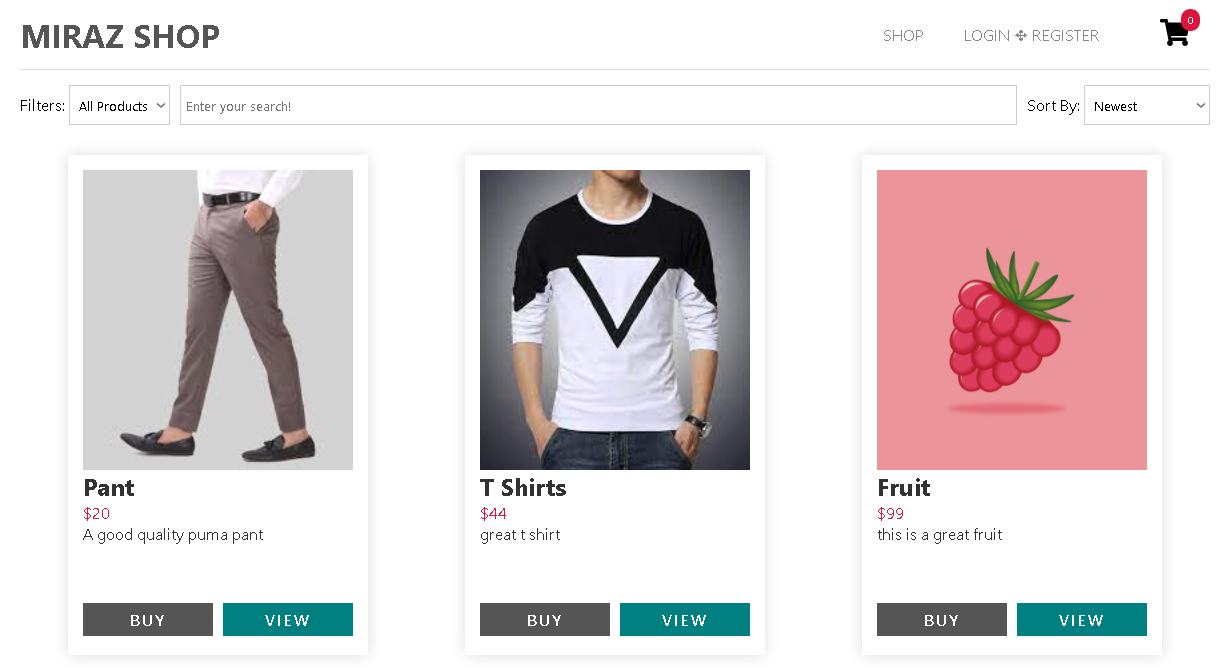 MIRAZ SHOP
SHOP
LOGIN ✣ REGISTER
0
Filters: All Products
Enter your search!
Sort By: Newest
Pant
$20
A good quality puma pant
BUY VIEW
T Shirts
$44
great t shirt
BUY VIEW
Fruit
$99
this is a great fruit
BUY VIEW